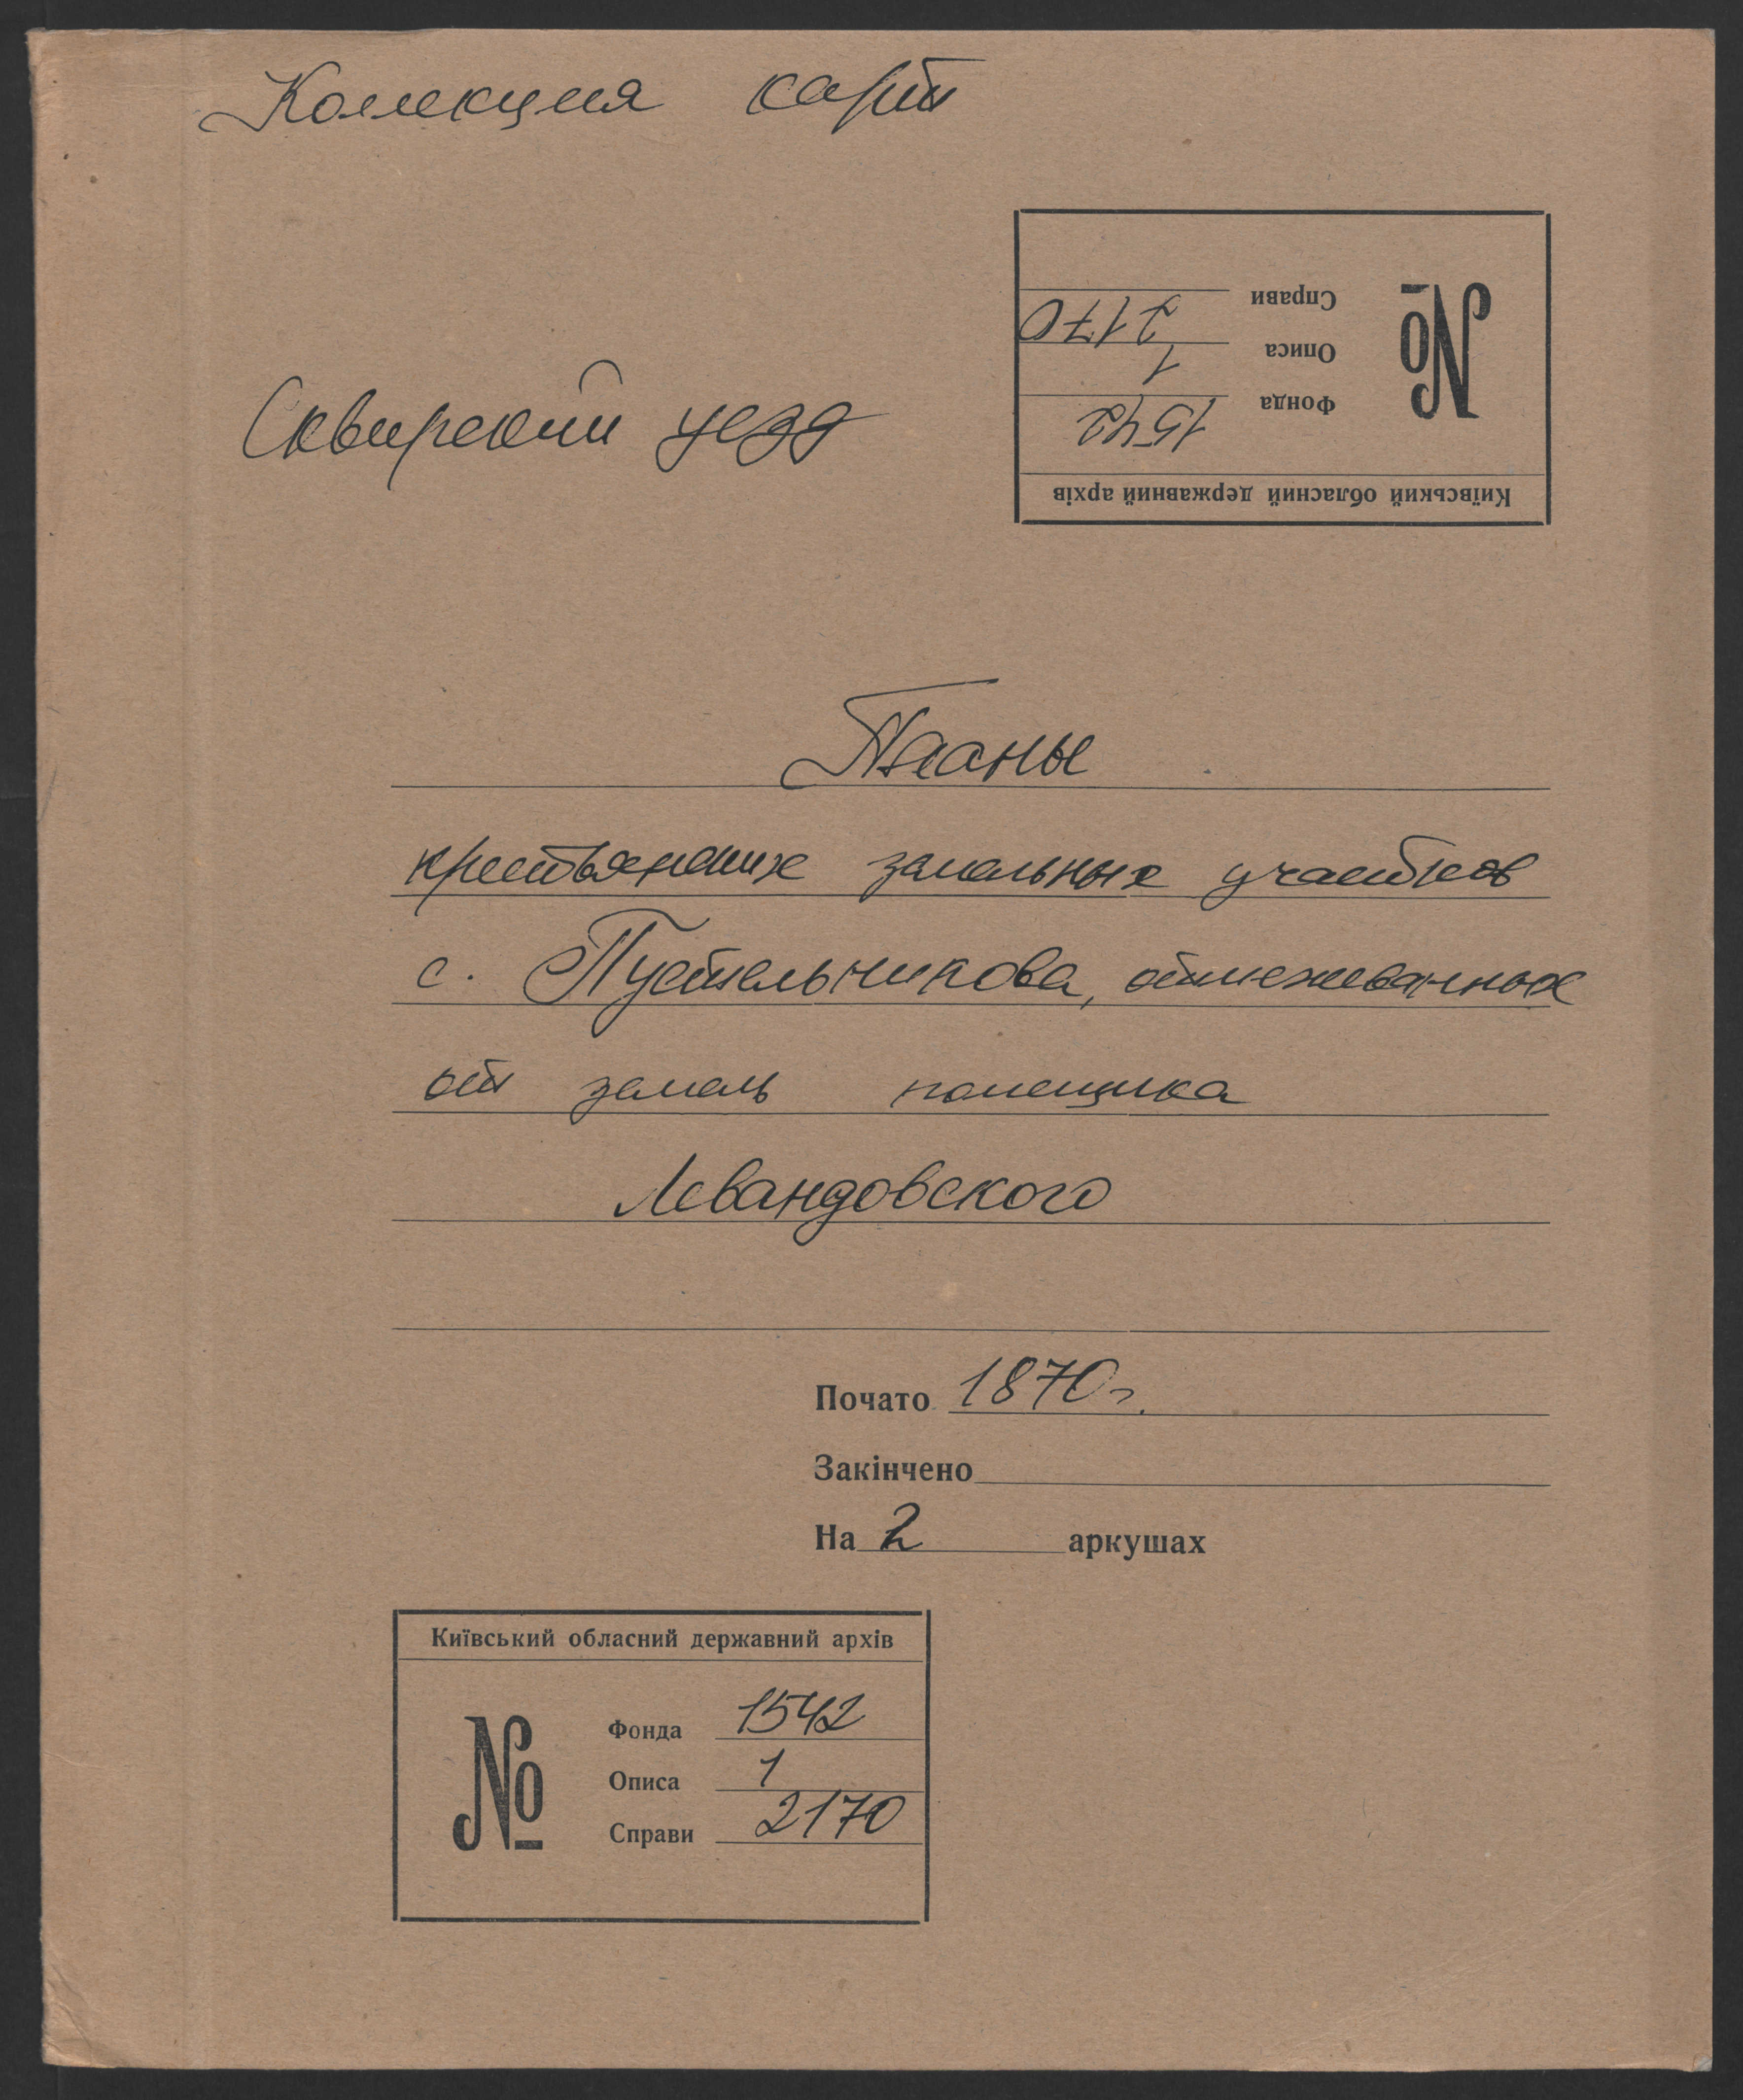 Коллекция карт
Киiвський обласний державний архів
Фонда 1542
Описа 1
Справи 2170
№
Сквирский уезд
Планы
крестьянских земельных участков
с. Пустельникова, отмежеванных
от земель помещика
Левандовского
Почато 1870 г.
Закінчено
На 2 аркушах
Київський обласний державний архів
№
Фонда 1542
Описа 1
Справи 2170